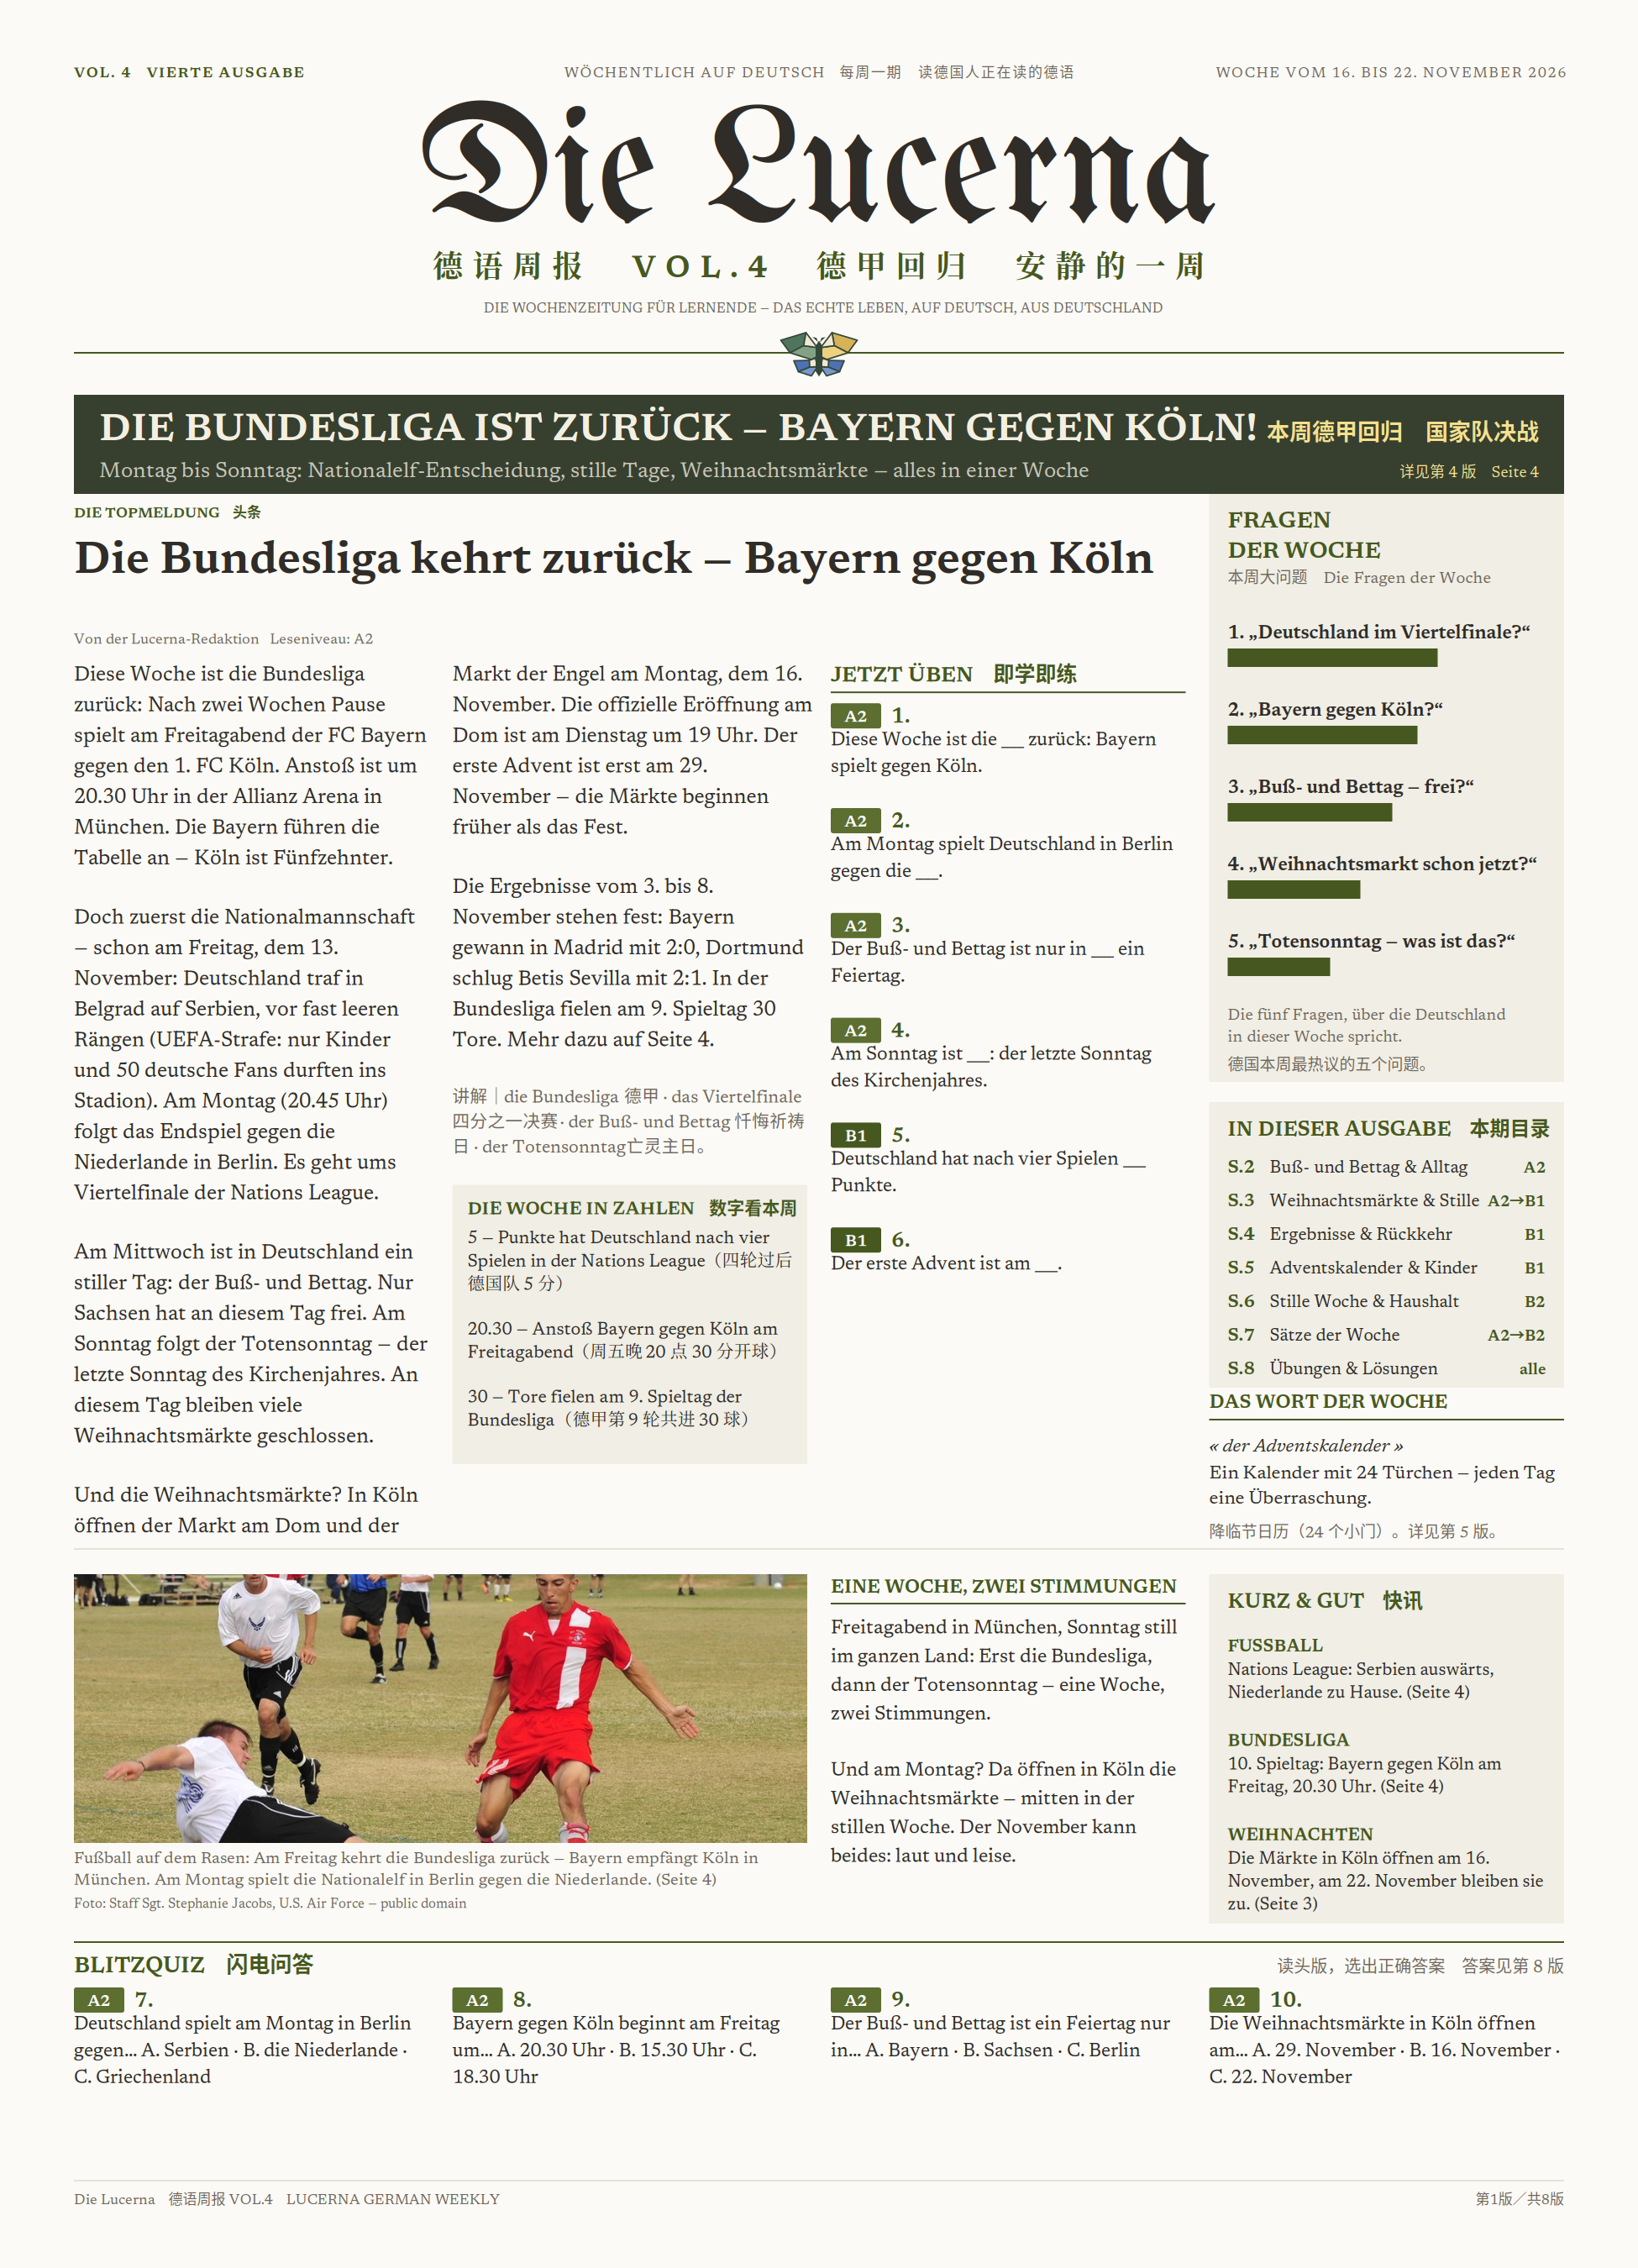 VOL. 4 VIERTE AUSGABE
WÖCHENTLICH AUF DEUTSCH 每周一期 读德国人正在读的德语
WOCHE VOM 16. BIS 22. NOVEMBER 2026
Die Lucerna
德语周报 VOL.4 德甲回归 安静的一周
DIE WOCHENZEITUNG FÜR LERNENDE – DAS ECHTE LEBEN, AUF DEUTSCH, AUS DEUTSCHLAND
DIE BUNDESLIGA IST ZURÜCK – BAYERN GEGEN KÖLN! 本周德甲回归 国家队决战
Montag bis Sonntag: Nationalelf-Entscheidung, stille Tage, Weihnachtsmärkte – alles in einer Woche
详见第 4 版 Seite 4
DIE TOPMELDUNG 头条
Die Bundesliga kehrt zurück – Bayern gegen Köln
Von der Lucerna-Redaktion Leseniveau: A2
Diese Woche ist die Bundesliga
zurück: Nach zwei Wochen Pause
spielt am Freitagabend der FC Bayern
gegen den 1. FC Köln. Anstoß ist um
20.30 Uhr in der Allianz Arena in
München. Die Bayern führen die
Tabelle an – Köln ist Fünfzehnter.
Doch zuerst die Nationalmannschaft
– schon am Freitag, dem 13.
November: Deutschland traf in
Belgrad auf Serbien, vor fast leeren
Rängen (UEFA-Strafe: nur Kinder
und 50 deutsche Fans durften ins
Stadion). Am Montag (20.45 Uhr)
folgt das Endspiel gegen die
Niederlande in Berlin. Es geht ums
Viertelfinale der Nations League.
Am Mittwoch ist in Deutschland ein
stiller Tag: der Buß- und Bettag. Nur
Sachsen hat an diesem Tag frei. Am
Sonntag folgt der Totensonntag – der
letzte Sonntag des Kirchenjahres. An
diesem Tag bleiben viele
Weihnachtsmärkte geschlossen.
Und die Weihnachtsmärkte? In Köln
öffnen der Markt am Dom und der
Markt der Engel am Montag, dem 16.
November. Die offizielle Eröffnung am
Dom ist am Dienstag um 19 Uhr. Der
erste Advent ist erst am 29.
November – die Märkte beginnen
früher als das Fest.
Die Ergebnisse vom 3. bis 8.
November stehen fest: Bayern
gewann in Madrid mit 2:0, Dortmund
schlug Betis Sevilla mit 2:1. In der
Bundesliga fielen am 9. Spieltag 30
Tore. Mehr dazu auf Seite 4.
讲解｜die Bundesliga 德甲 · das Viertelfinale
四分之一决赛 · der Buß- und Bettag 忏悔祈祷
日 · der Totensonntag亡灵主日。
DIE WOCHE IN ZAHLEN 数字看本周
5 – Punkte hat Deutschland nach vier
Spielen in der Nations League（四轮过后
德国队 5 分）
20.30 – Anstoß Bayern gegen Köln am
Freitagabend（周五晚 20 点 30 分开球）
30 – Tore fielen am 9. Spieltag der
Bundesliga（德甲第 9 轮共进 30 球）
JETZT ÜBEN 即学即练
A2 1.
Diese Woche ist die ___ zurück: Bayern
spielt gegen Köln.
A2 2.
Am Montag spielt Deutschland in Berlin
gegen die ___.
A2 3.
Der Buß- und Bettag ist nur in ___ ein
Feiertag.
A2 4.
Am Sonntag ist ___: der letzte Sonntag
des Kirchenjahres.
B1 5.
Deutschland hat nach vier Spielen ___
Punkte.
B1 6.
Der erste Advent ist am ___.
FRAGEN
DER WOCHE
本周大问题 Die Fragen der Woche
1. „Deutschland im Viertelfinale?“
2. „Bayern gegen Köln?“
3. „Buß- und Bettag – frei?“
4. „Weihnachtsmarkt schon jetzt?“
5. „Totensonntag – was ist das?“
Die fünf Fragen, über die Deutschland
in dieser Woche spricht.
德国本周最热议的五个问题。
IN DIESER AUSGABE 本期目录
S.2 Buß- und Bettag & Alltag A2
S.3 Weihnachtsmärkte & Stille A2→B1
S.4 Ergebnisse & Rückkehr B1
S.5 Adventskalender & Kinder B1
S.6 Stille Woche & Haushalt B2
S.7 Sätze der Woche A2→B2
S.8 Übungen & Lösungen alle
DAS WORT DER WOCHE
« der Adventskalender »
Ein Kalender mit 24 Türchen – jeden Tag
eine Überraschung.
降临节日历（24 个小门）。详见第 5 版。
Fußball auf dem Rasen: Am Freitag kehrt die Bundesliga zurück – Bayern empfängt Köln in
München. Am Montag spielt die Nationalelf in Berlin gegen die Niederlande. (Seite 4)
Foto: Staff Sgt. Stephanie Jacobs, U.S. Air Force – public domain
EINE WOCHE, ZWEI STIMMUNGEN
Freitagabend in München, Sonntag still
im ganzen Land: Erst die Bundesliga,
dann der Totensonntag – eine Woche,
zwei Stimmungen.
Und am Montag? Da öffnen in Köln die
Weihnachtsmärkte – mitten in der
stillen Woche. Der November kann
beides: laut und leise.
KURZ & GUT 快讯
FUSSBALL
Nations League: Serbien auswärts,
Niederlande zu Hause. (Seite 4)
BUNDESLIGA
10. Spieltag: Bayern gegen Köln am
Freitag, 20.30 Uhr. (Seite 4)
WEIHNACHTEN
Die Märkte in Köln öffnen am 16.
November, am 22. November bleiben sie
zu. (Seite 3)
BLITZQUIZ 闪电问答
读头版，选出正确答案 答案见第 8 版
A2 7.
Deutschland spielt am Montag in Berlin
gegen... A. Serbien · B. die Niederlande ·
C. Griechenland
A2 8.
Bayern gegen Köln beginnt am Freitag
um... A. 20.30 Uhr · B. 15.30 Uhr · C.
18.30 Uhr
A2 9.
Der Buß- und Bettag ist ein Feiertag nur
in... A. Bayern · B. Sachsen · C. Berlin
A2 10.
Die Weihnachtsmärkte in Köln öffnen
am... A. 29. November · B. 16. November ·
C. 22. November
Die Lucerna 德语周报 VOL.4 LUCERNA GERMAN WEEKLY
第1版／共8版